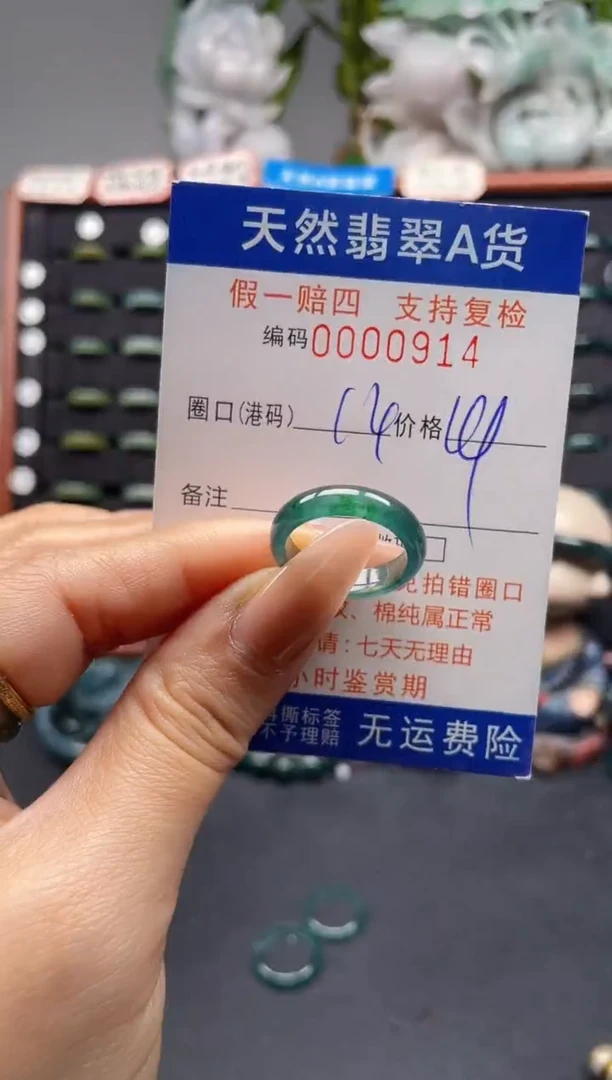 天然翡翠A货
假一赔四 支持复检
编码0000914
圈口(港码) 价格
备注
拍错圈口
、棉纯属正常
请:七天无理由
小时鉴赏期
撕标签
不予理赔
无运费险